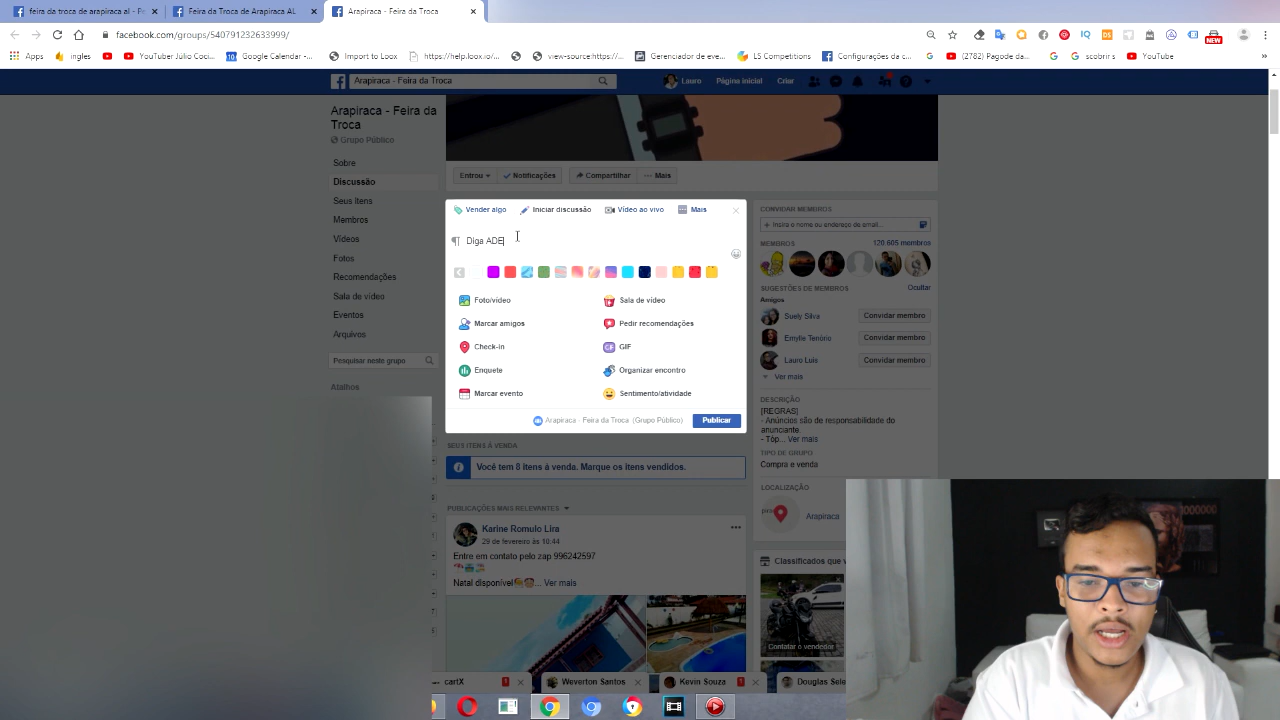 feira da troca de arapiraca al -
Feira da Troca de Arapiraca AL
Arapiraca - Feira da Troca
facebook.com/groups/540791232633999/
Apps
ingles
YouTube Júlio Coci...
Google Calendar -...
Import to Loox
https://help.loox.io/...
view-source:https:/...
Gerenciador de eve...
LS Competitions
Configurações da c...
scobrir s
(2782) Pagode da...
YouTube
Arapiraca - Feira da Troca
Lauro
Página inicial
Criar
Arapiraca - Feira da
Troca
Grupo Público
Sobre
Discussão
Seus itens
Membros
Vídeos
Fotos
Recomendações
Sala de vídeo
Eventos
Arquivos
Pesquisar neste grupo
Atalhos
Entrou
Notificações
Compartilhar
Mais
Vender algo
Iniciar discussão
Vídeo ao vivo
Mais
Diga ADE
Foto/vídeo
Sala de vídeo
Marcar amigos
Pedir recomendações
Check-in
GIF
Enquete
Organizar encontro
Marcar evento
Sentimento/atividade
Arapiraca - Feira da Troca (Grupo Público)
Publicar
SEUS ITENS À VENDA
Você tem 8 itens à venda. Marque os itens vendidos.
PUBLICAÇÕES MAIS RELEVANTES
Karine Romulo Lira
29 de fevereiro às 10:44
Entre em contato pelo zap 996242597
Natal disponível
... Ver mais
CONVIDAR MEMBROS
Insira o nome ou endereço de email...
MEMBROS
120.605 membros
SUGESTÕES DE MEMBROS
Ocultar
Amigos
Suely Silva
Convidar membro
Emylle Tenório
Convidar membro
Lauro Luis
Convidar membro
Ver mais
DESCRIÇÃO
[REGRAS]
- Anúncios são de responsabilidade do
anunciante.
- Tóp... Ver mais
TIPO DE GRUPO
Compra e venda
LOCALIZAÇÃO
Arapiraca
Classificados que v
Contatar o vendedor
cartX
Weverton Santos
Kevin Souza
Douglas Sele